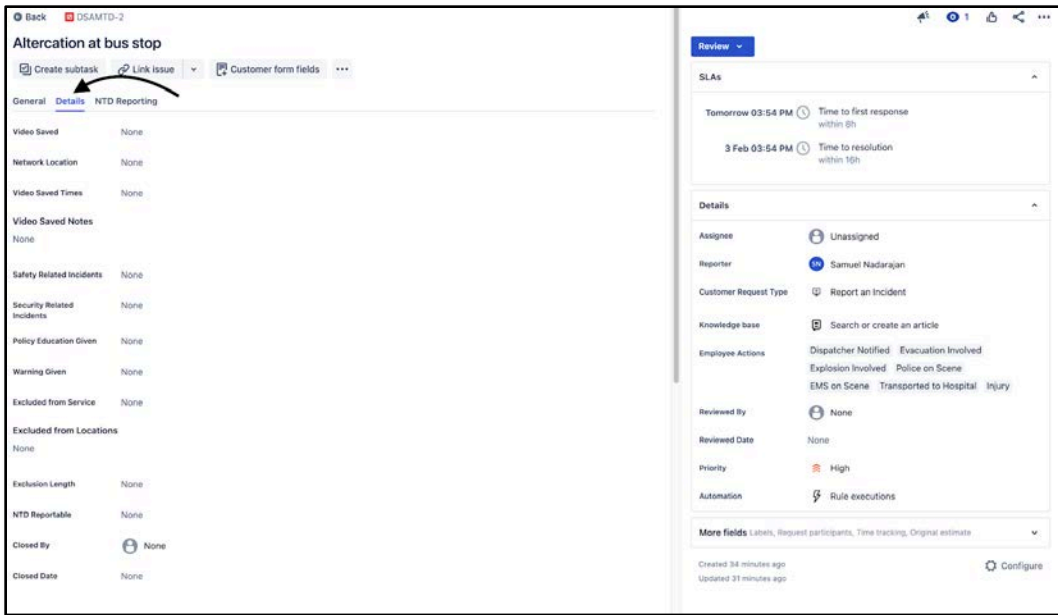 Back DSAMTD-2
Altercation at bus stop
Create subtask Link issue Customer form fields
General Details NTD Reporting
Video Saved None
Network Location None
Video Saved Times None
Video Saved Notes
None
Safety Related Incidents None
Security Related
Incidents None
Policy Education Given None
Warning Given None
Excluded from Service None
Excluded from Locations
None
Exclusion Length None
NTD Reportable None
Closed By None
Closed Date None
1
Review
SLAs
Tomorrow 03:54 PM Time to first response
within 8h
3 Feb 03:54 PM Time to resolution
within 16h
Details
Assignee Unassigned
Reporter SN Samuel Nadarajan
Customer Request Type Report an Incident
Knowledge base Search or create an article
Employee Actions Dispatcher Notified Evacuation Involved
Explosion Involved Police on Scene
EMS on Scene Transported to Hospital Injury
Reviewed By None
Reviewed Date None
Priority High
Automation Rule executions
More fields Labels, Request participants, Time tracking, Original estimate
Created 34 minutes ago
Updated 31 minutes ago
Configure